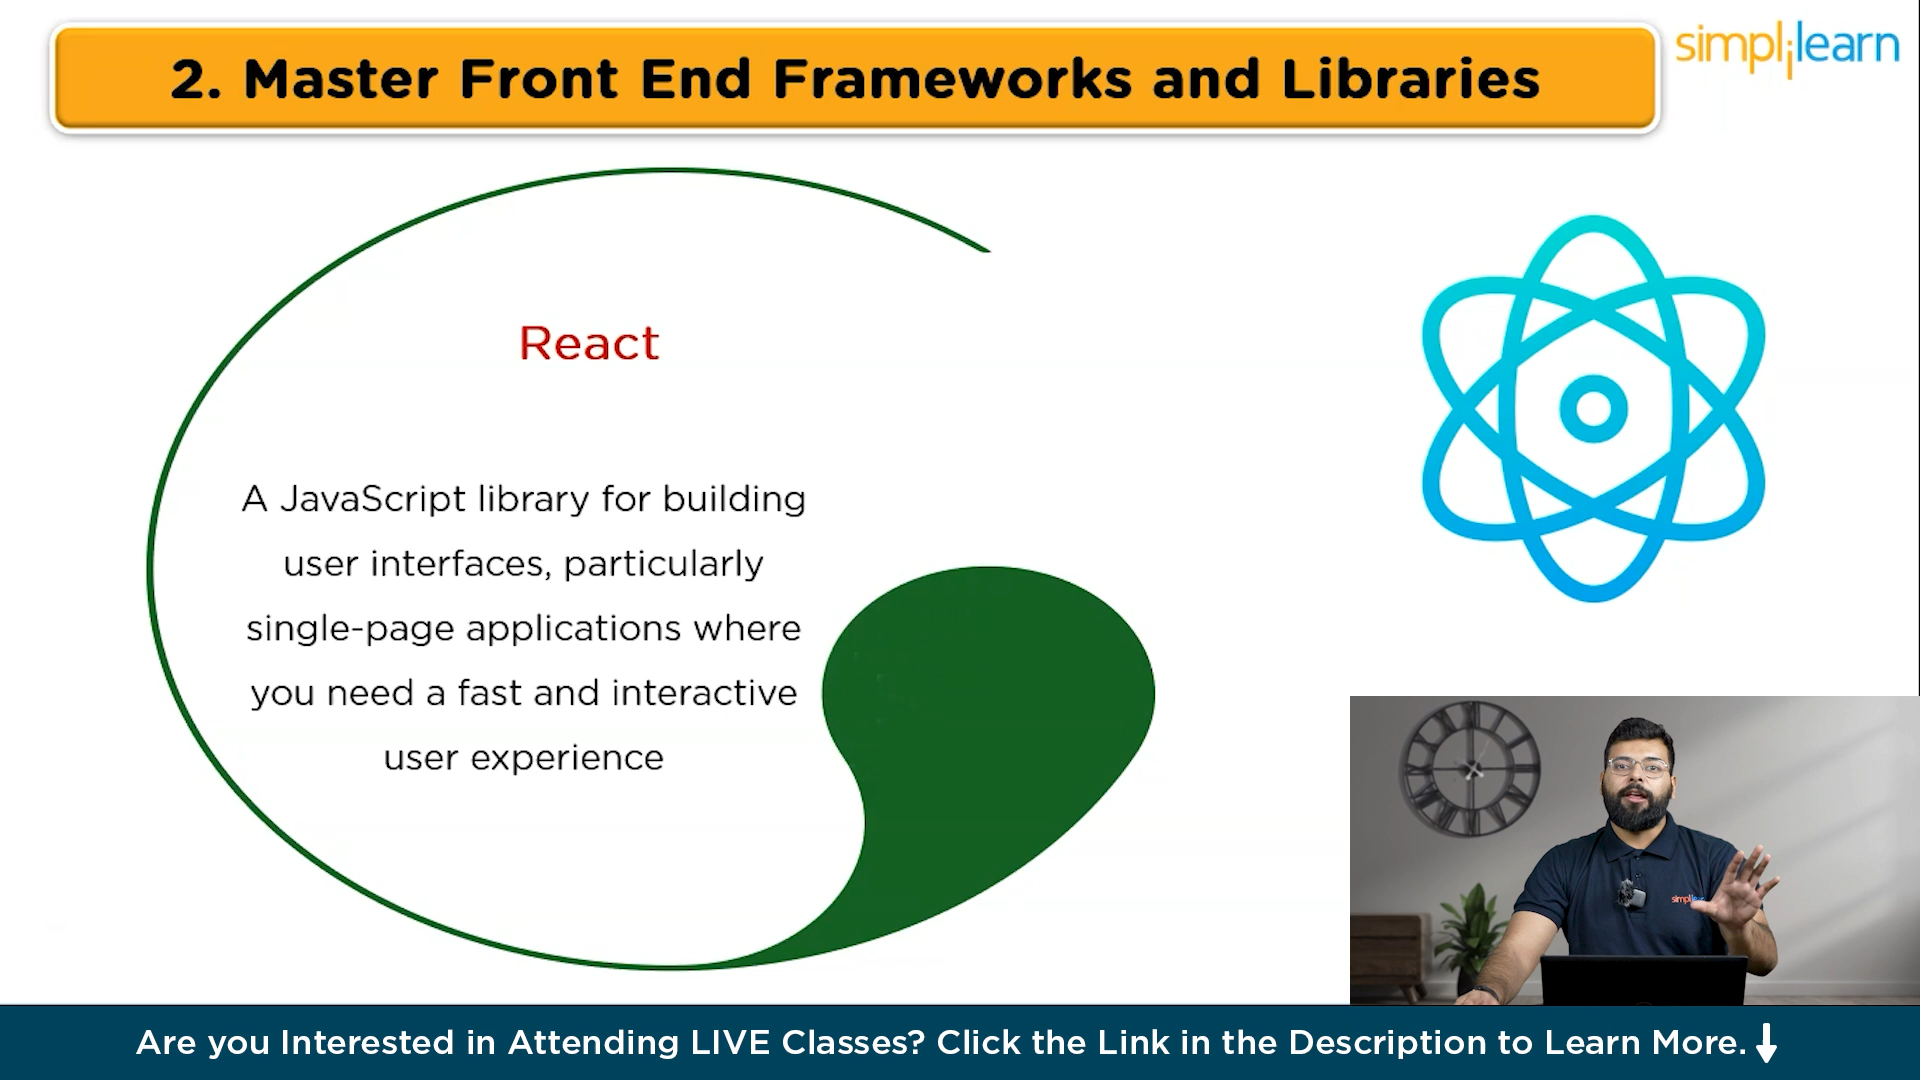 2. Master Front End Frameworks and Libraries
simplilearn
React
A JavaScript library for building
user interfaces, particularly
single-page applications where
you need a fast and interactive
user experience
Are you Interested in Attending LIVE Classes? Click the Link in the Description to Learn More.